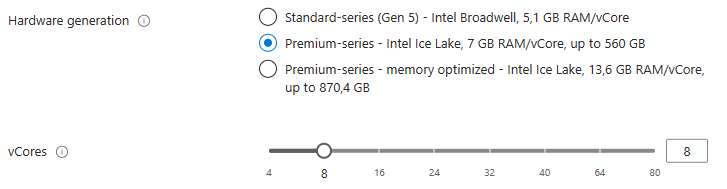 Hardware generation
Standard-series (Gen 5) - Intel Broadwell, 5,1 GB RAM/vCore
Premium-series - Intel Ice Lake, 7 GB RAM/vCore, up to 560 GB
Premium-series - memory optimized - Intel Ice Lake, 13,6 GB RAM/vCore,
up to 870,4 GB
vCores
8
4 8 16 24 32 40 64 80